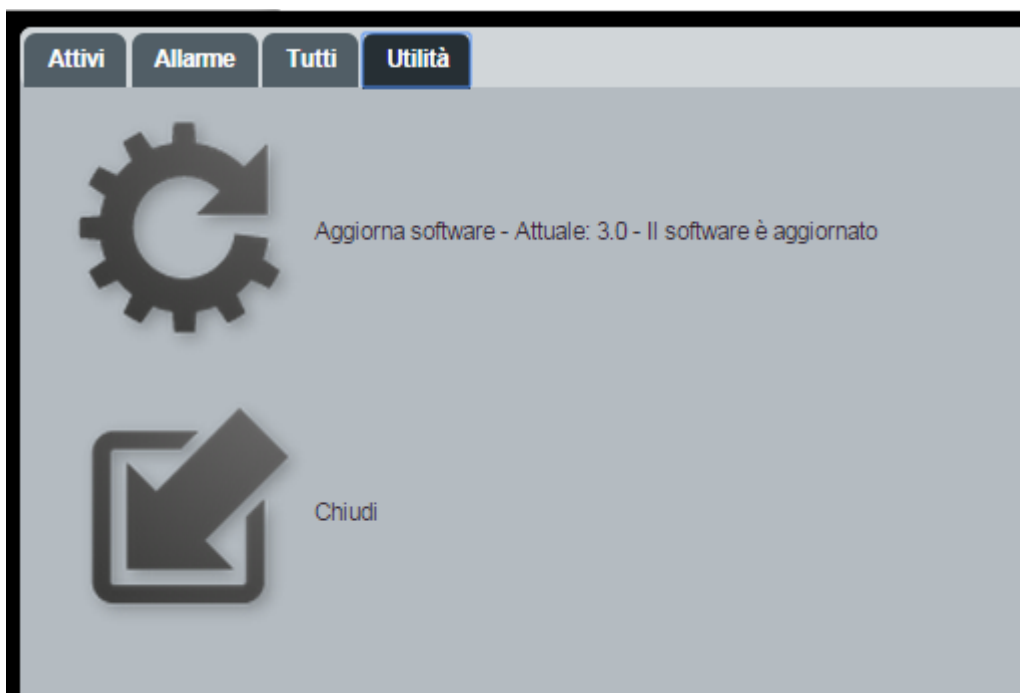 Attivi Allarme Tutti Utilità
Aggiorna software - Attuale: 3.0 - Il software è aggiornato
Chiudi